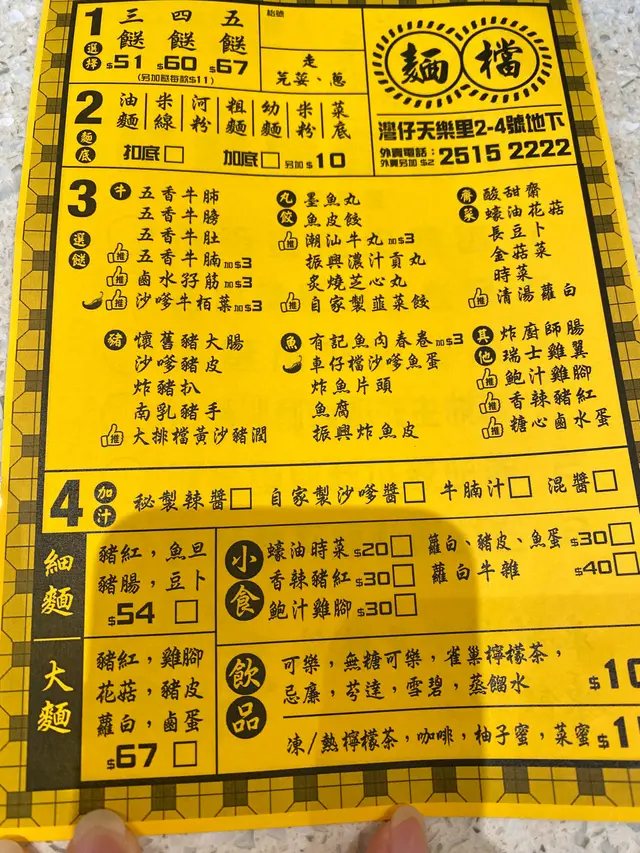 1 選擇
三餸 $51
四餸 $60
五餸 $67
(另加餸每款$11)
枱號
走
芫荽、蔥
麵檔
灣仔天樂里2-4號地下
外賣電話：2515 2222
外賣另加 $2
2 麵底
油麵｜米線｜河粉｜粗麵｜幼麵｜米粉｜菜底
扣底□ 加底□另加$10
3 選餸
牛
五香牛肺
五香牛膀
五香牛肚
推 五香牛腩加$3
推 鹵水孖筋加$3
推 沙嗲牛柏葉加$3
丸餃
墨魚丸
魚皮餃
推 潮汕牛丸加$3
振興濃汁貢丸
炙燒芝心丸
推 自家製韮菜餃
齋菜
酸甜齋
蠔油花菇
長豆卜
金菇菜
時菜
推 清湯蘿白
豬
懷舊豬大腸
沙嗲豬皮
炸豬扒
南乳豬手
推 大排檔黃沙豬潤
魚
有記魚肉春卷加$3
車仔檔沙嗲魚蛋
炸魚片頭
魚腐
振興炸魚皮
其他
炸廚師腸
瑞士雞翼
推 鮑汁雞腳
推 香辣豬紅
推 糖心鹵水蛋
4 加汁
秘製辣醬□ 自家製沙嗲醬□ 牛腩汁□ 混醬□
細麵
豬紅，魚旦
豬腸，豆卜
$54 □
大麵
豬紅，雞腳
花菇，豬皮
蘿白，鹵蛋
$67 □
小食
蠔油時菜$20□
香辣豬紅$30□
鮑汁雞腳$30□
蘿白、豬皮、魚蛋$30□
蘿白牛雜 $40□
飲品
可樂，無糖可樂，雀巢檸檬茶，
忌廉，芬達，雪碧，蒸餾水 $10
凍/熱檸檬茶，咖啡，柚子蜜，菜蜜 $1